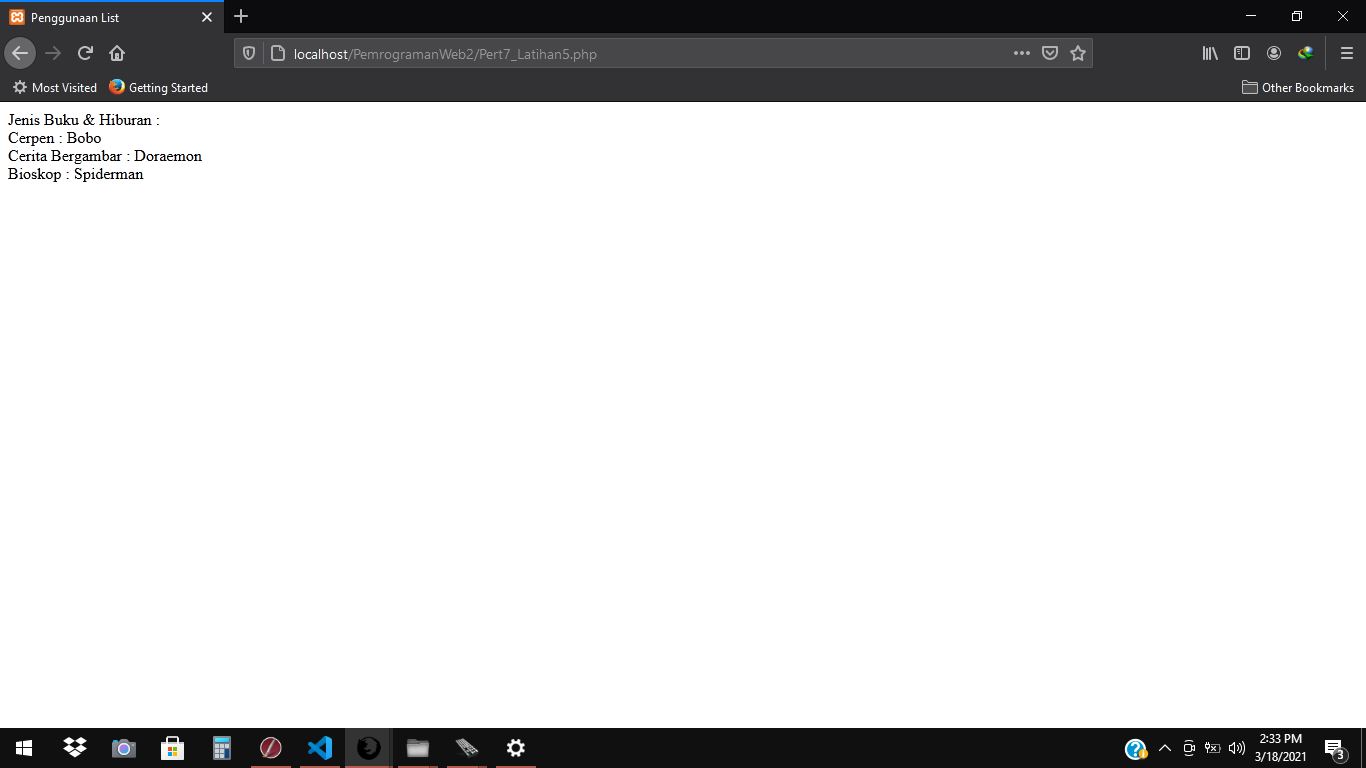 Penggunaan List
localhost/PemrogramanWeb2/Pert7_Latihan5.php
Most Visited
Getting Started
Other Bookmarks
Jenis Buku & Hiburan :
Cerpen : Bobo
Cerita Bergambar : Doraemon
Bioskop : Spiderman
2:33 PM
3/18/2021
3